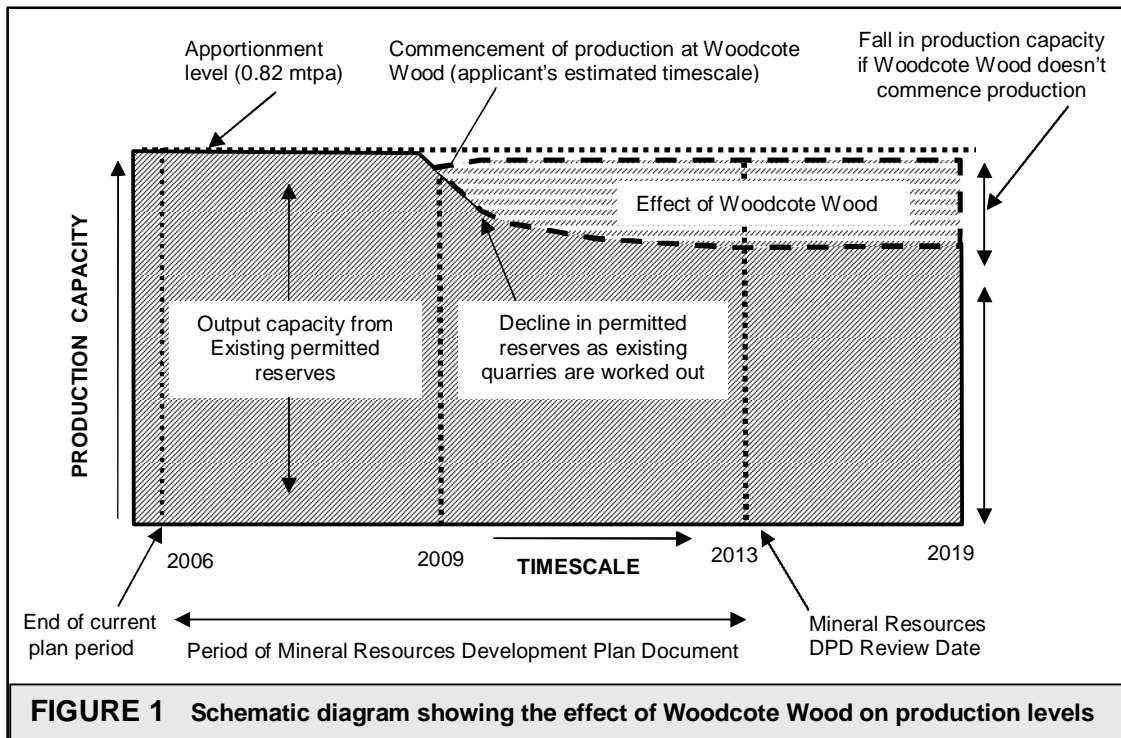 Apportionment
level (0.82 mtpa)
Commencement of production at Woodcote
Wood (applicant's estimated timescale)
Fall in production capacity
if Woodcote Wood doesn't
commence production
PRODUCTION CAPACITY
Effect of Woodcote Wood
Output capacity from
Existing permitted
reserves
Decline in permitted
reserves as existing
quarries are worked out
2006
2009
TIMESCALE
2013
2019
End of current
plan period
Period of Mineral Resources Development Plan Document
Mineral Resources
DPD Review Date
FIGURE 1 Schematic diagram showing the effect of Woodcote Wood on production levels